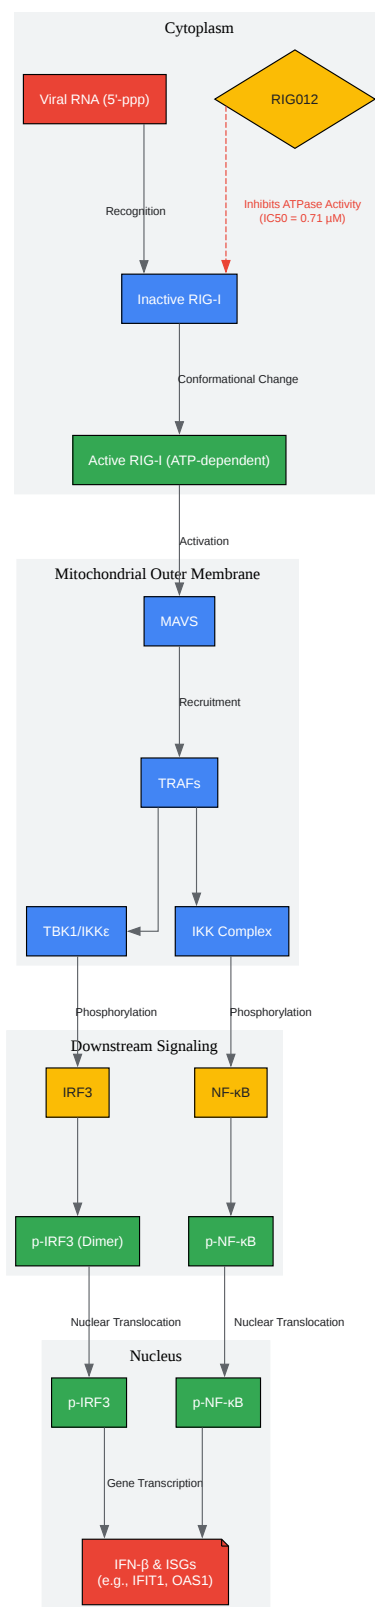 Cytoplasm
Viral RNA (5'-ppp)
RIG012
Recognition
Inhibits ATPase Activity
(IC50 = 0.71 µM)
Inactive RIG-I
Conformational Change
Active RIG-I (ATP-dependent)
Activation
Mitochondrial Outer Membrane
MAVS
Recruitment
TRAFs
TBK1/IKKε
IKK Complex
Phosphorylation
Phosphorylation
Downstream Signaling
IRF3
NF-κB
p-IRF3 (Dimer)
p-NF-κB
Nuclear Translocation
Nuclear Translocation
Nucleus
p-IRF3
p-NF-κB
Gene Transcription
IFN-β & ISGs
(e.g., IFIT1, OAS1)